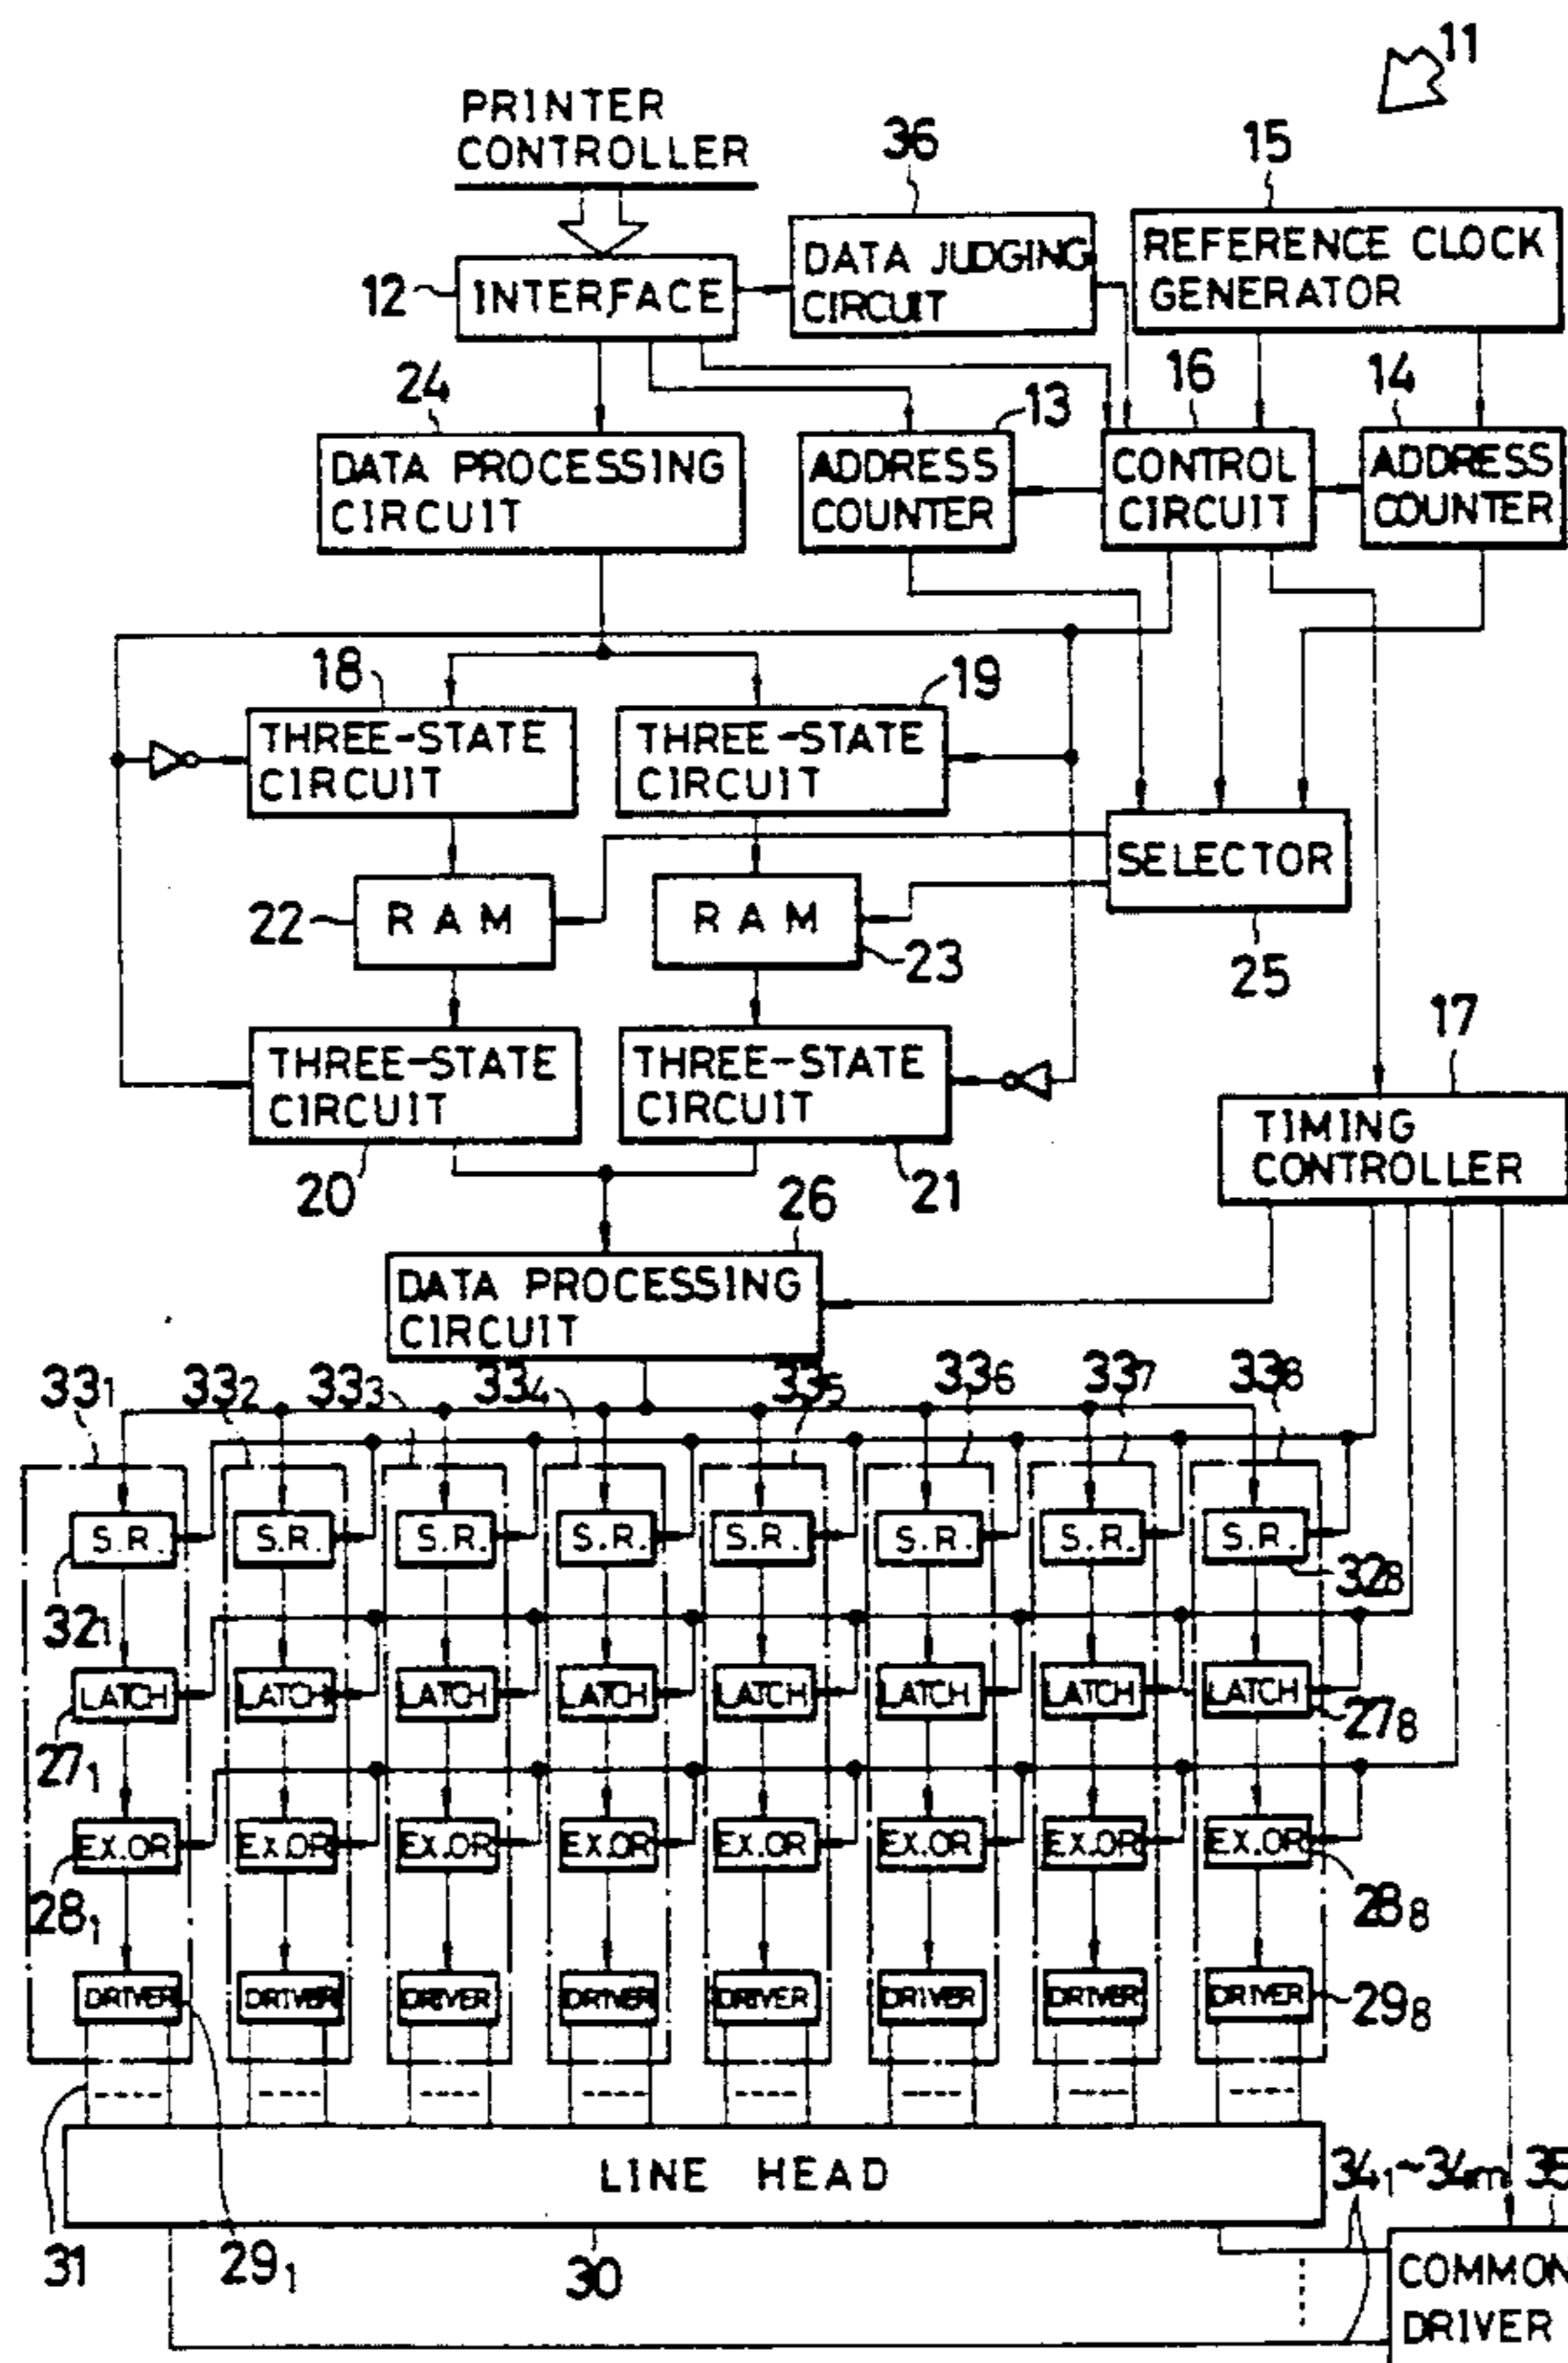 11
PRINTER
CONTROLLER
36
15
12
INTERFACE
DATA JUDGING
CIRCUIT
REFERENCE CLOCK
GENERATOR
24
13
16
14
DATA PROCESSING
CIRCUIT
ADDRESS
COUNTER
CONTROL
CIRCUIT
ADDRESS
COUNTER
18
19
THREE-STATE
CIRCUIT
THREE-STATE
CIRCUIT
SELECTOR
22
RAM
RAM
23
25
17
THREE-STATE
CIRCUIT
THREE-STATE
CIRCUIT
TIMING
CONTROLLER
20
21
26
DATA PROCESSING
CIRCUIT
33₁ 33₂ 33₃ 33₄ 33₅ 33₆ 33₇ 33₈
S.R. S.R. S.R. S.R. S.R. S.R. S.R. S.R.
32₁ 32₈
LATCH LATCH LATCH LATCH LATCH LATCH LATCH LATCH
27₁ 27₈
EX.OR EX.OR EX.OR EX.OR EX.OR EX.OR EX.OR EX.OR
28₁ 28₈
DRIVER DRIVER DRIVER DRIVER DRIVER DRIVER DRIVER DRIVER
29₈
LINE HEAD
34₁~34m 35
31 29₁ 30
COMMON
DRIVER